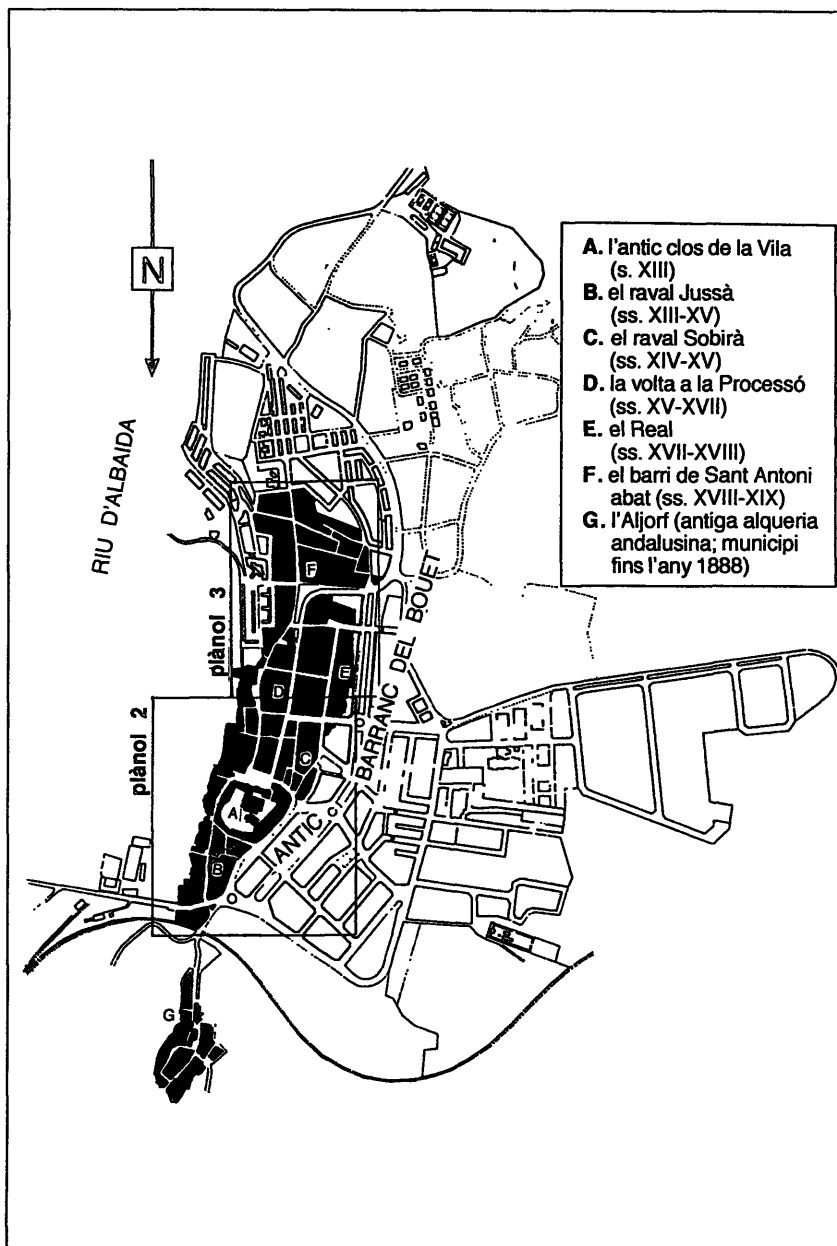 N
RIU D'ALBAIDA
plànol 3
plànol 2
ANTIC BARRANC DEL BOUET
F
E
D
C
A
B
G
A. l'antic clos de la Vila
(s. XIII)
B. el raval Jussà
(ss. XIII-XV)
C. el raval Sobirà
(ss. XIV-XV)
D. la volta a la Processó
(ss. XV-XVII)
E. el Real
(ss. XVII-XVIII)
F. el barri de Sant Antoni
abat (ss. XVIII-XIX)
G. l'Aljorf (antiga alqueria
andalusina; municipi
fins l'any 1888)